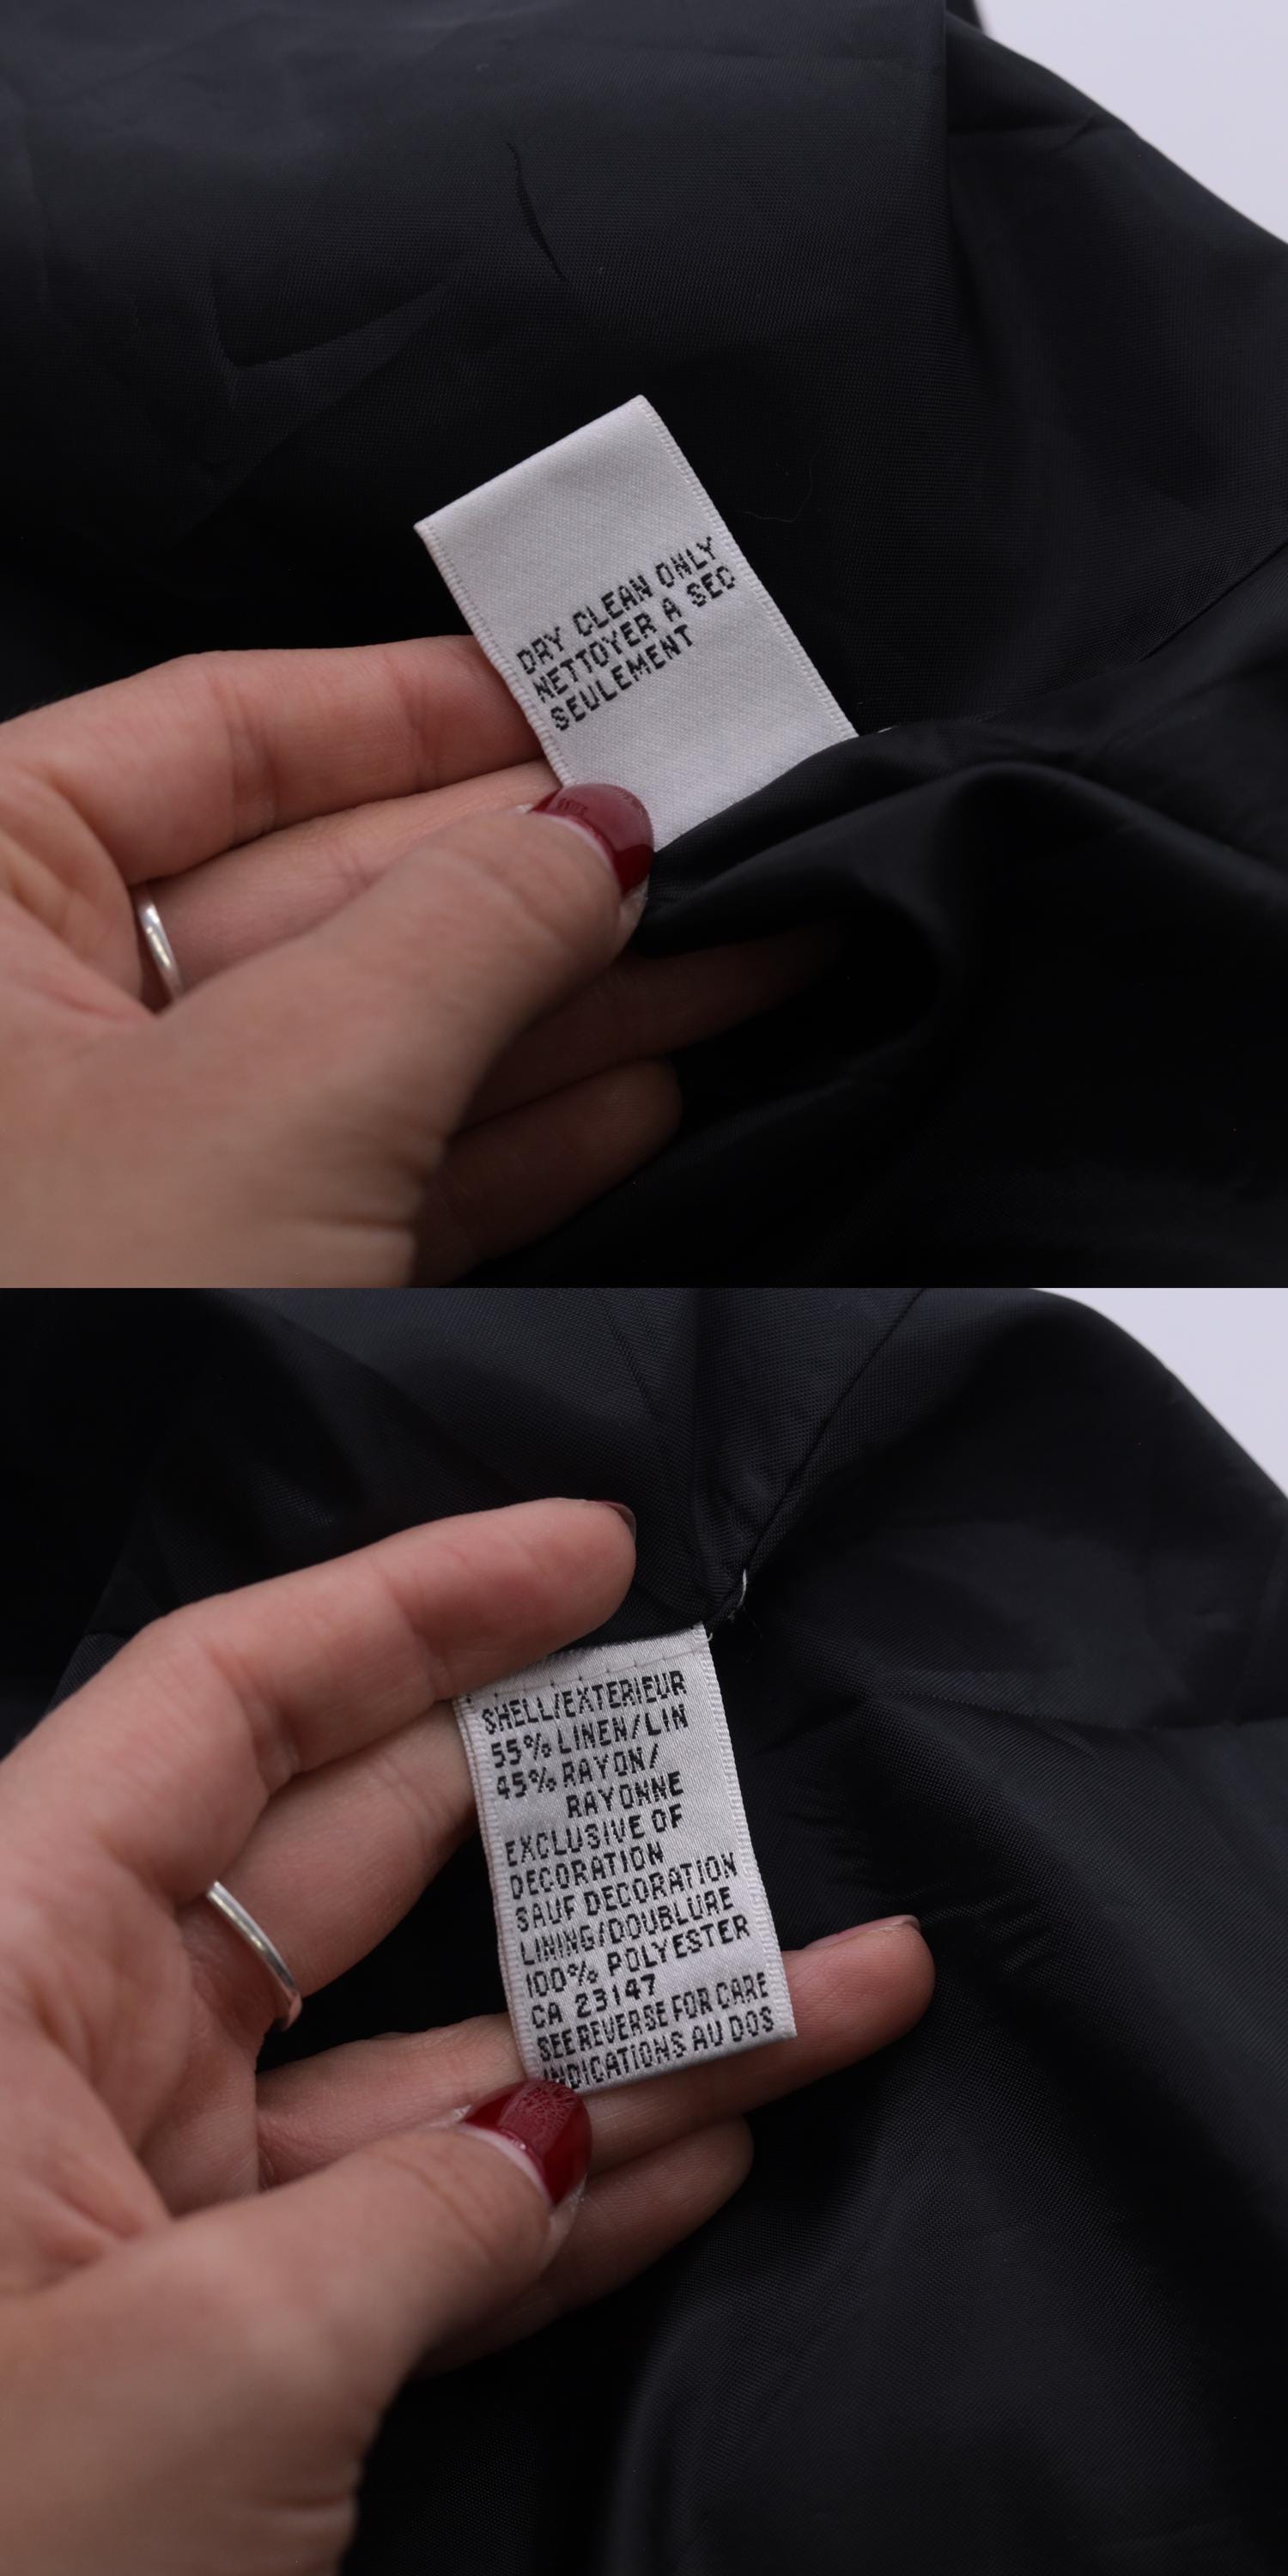 DRY CLEAN ONLY
NETTOYER A SEC
SEULEMENT
SHELL/EXTERIEUR
55% LINEN/LIN
45% RAYON/
RAYONNE
EXCLUSIVE OF
DECORATION
SAUF DECORATION
LINING/DOUBLURE
100% POLYESTER
CA 23147
SEE REVERSE FOR CARE
INDICATIONS AU DOS